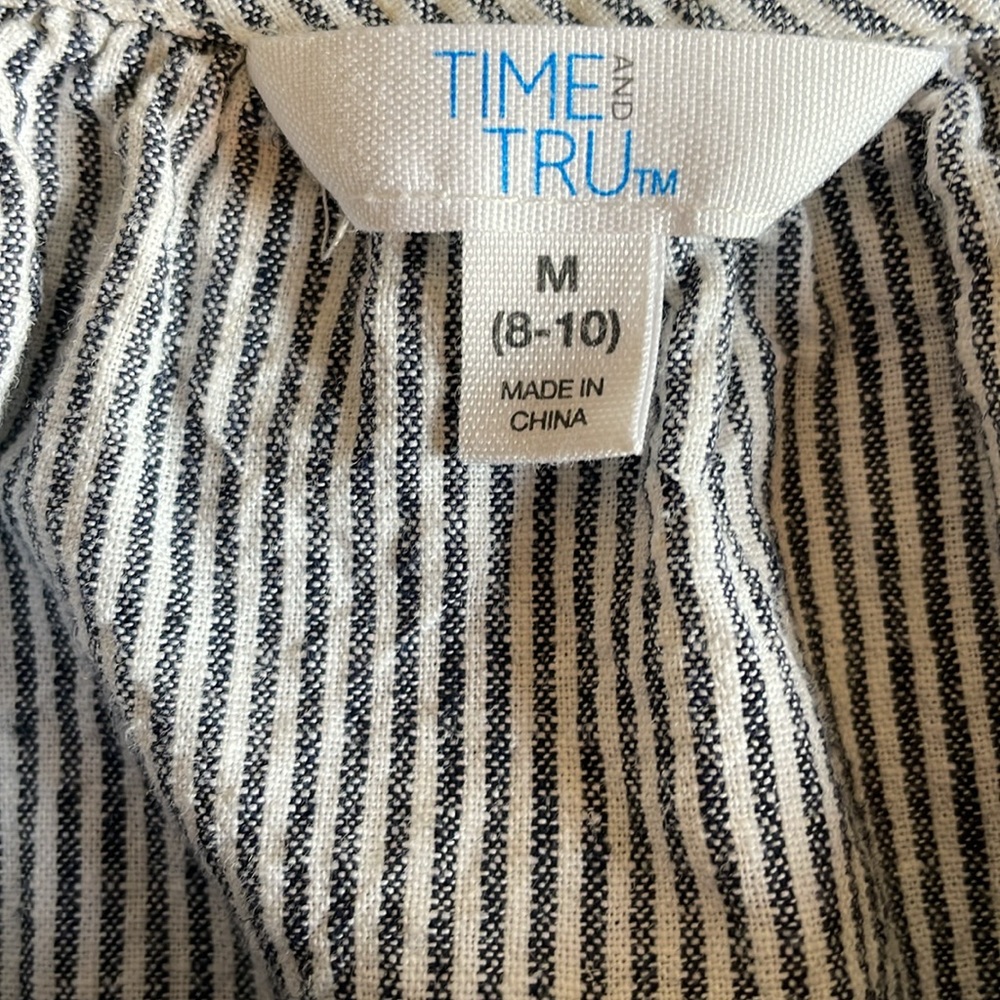 TIME AND
TRU™
M
(8-10)
MADE IN
CHINA